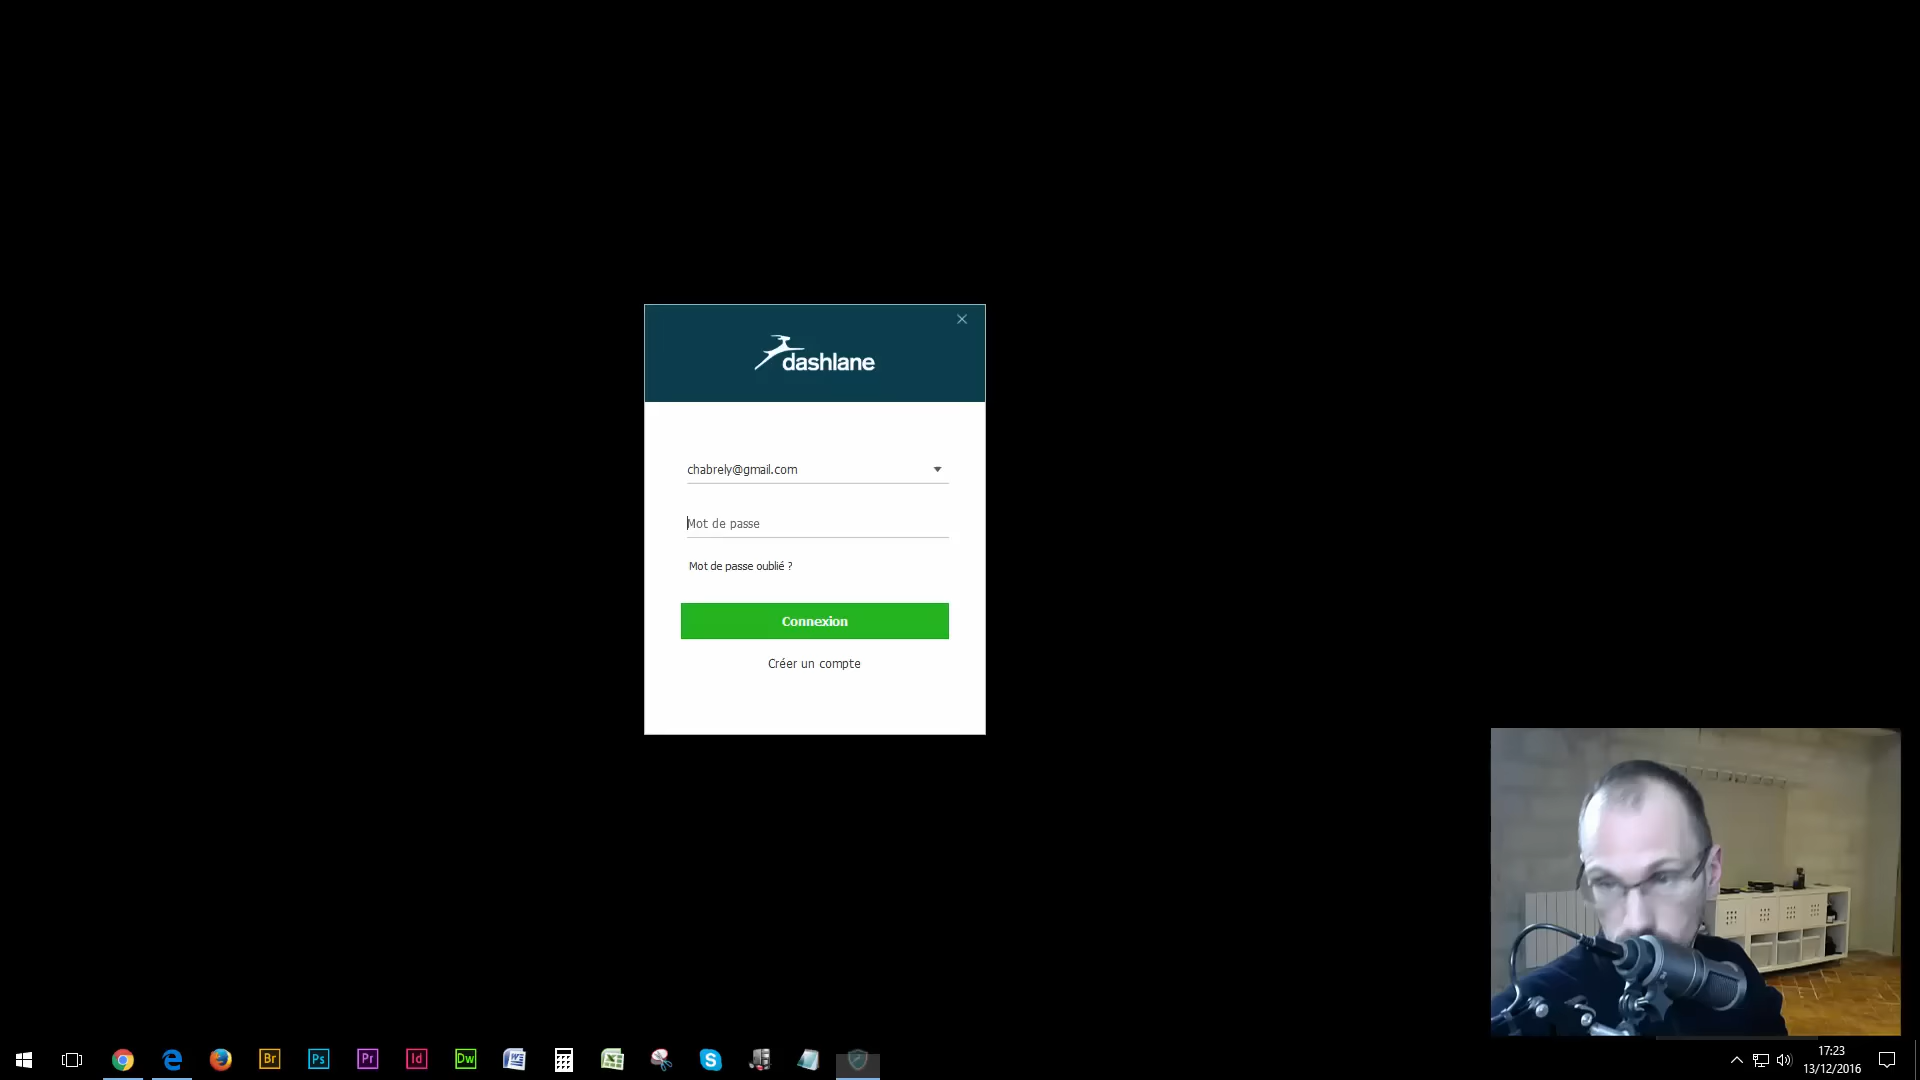 dashlane
chabrely@gmail.com
Mot de passe
Mot de passe oublié ?
Connexion
Créer un compte
Br
Ps
Pr
Id
Dw
17:23
13/12/2016